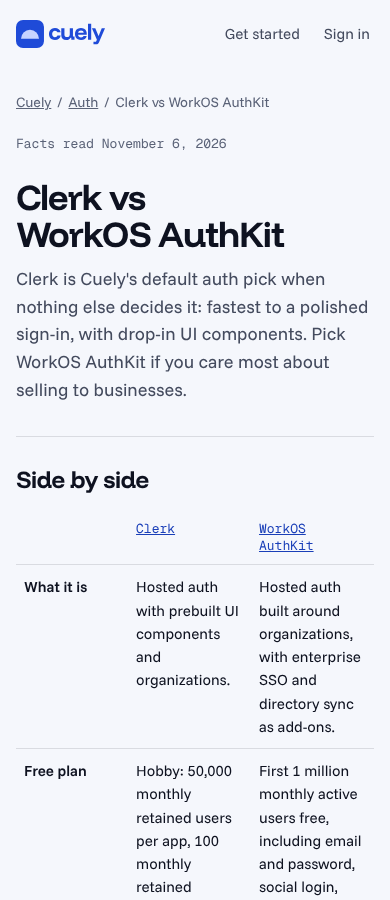 cuely
Get started Sign in
Cuely / Auth / Clerk vs WorkOS AuthKit
Facts read November 6, 2026
Clerk vs
WorkOS AuthKit
Clerk is Cuely's default auth pick when
nothing else decides it: fastest to a polished
sign-in, with drop-in UI components. Pick
WorkOS AuthKit if you care most about
selling to businesses.
Side by side
Clerk
WorkOS
AuthKit
What it is
Hosted auth
with prebuilt UI
components
and
organizations.
Hosted auth
built around
organizations,
with enterprise
SSO and
directory sync
as add-ons.
Free plan
Hobby: 50,000
monthly
retained users
per app, 100
monthly
retained
First 1 million
monthly active
users free,
including email
and password,
social login,